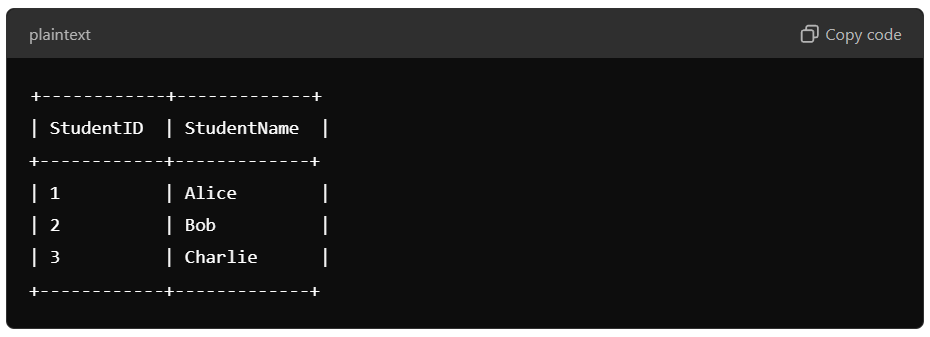 plaintext Copy code
+------------+-------------+
| StudentID  | StudentName  |
+------------+-------------+
| 1          | Alice        |
| 2          | Bob          |
| 3          | Charlie      |
+------------+-------------+